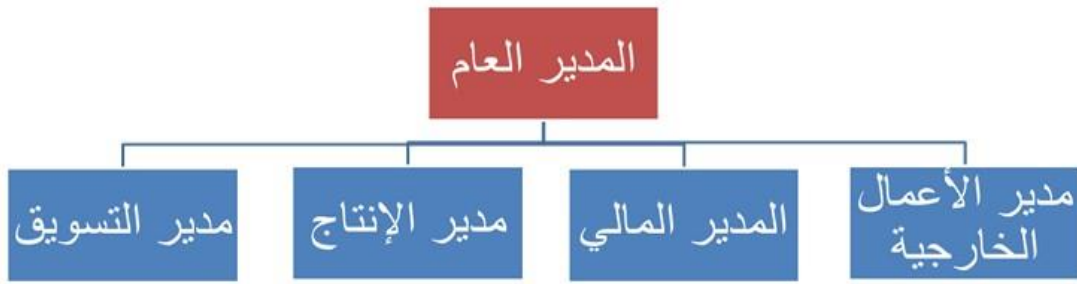 المدير العام
مدير الأعمال
الخارجية
المدير المالي
مدير الإنتاج
مدير التسويق